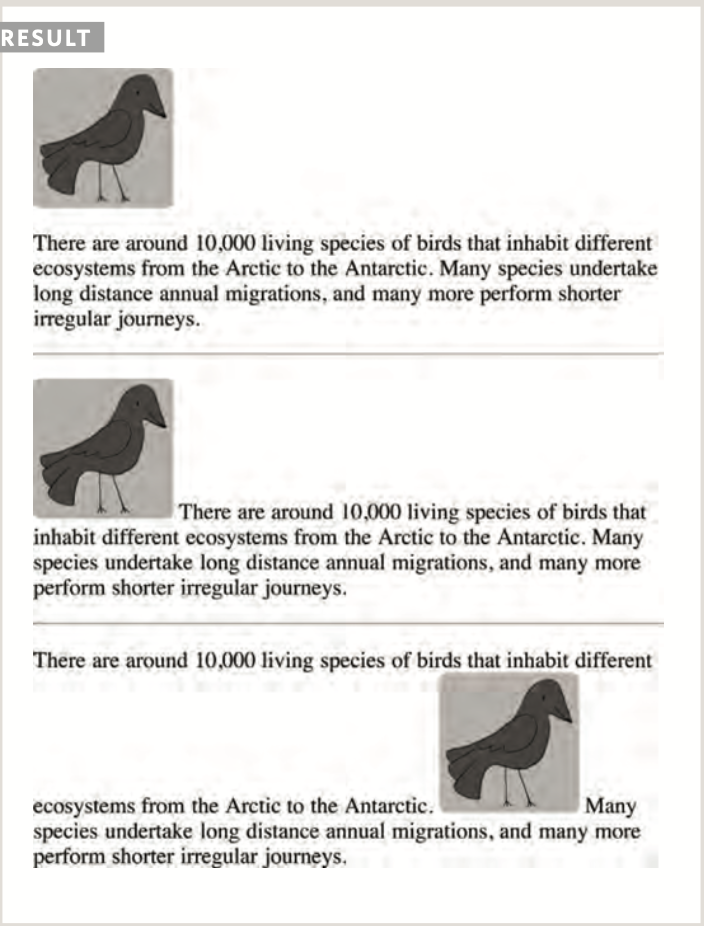 RESULT
There are around 10,000 living species of birds that inhabit different
ecosystems from the Arctic to the Antarctic. Many species undertake
long distance annual migrations, and many more perform shorter
irregular journeys.
There are around 10,000 living species of birds that
inhabit different ecosystems from the Arctic to the Antarctic. Many
species undertake long distance annual migrations, and many more
perform shorter irregular journeys.
There are around 10,000 living species of birds that inhabit different
ecosystems from the Arctic to the Antarctic. Many
species undertake long distance annual migrations, and many more
perform shorter irregular journeys.